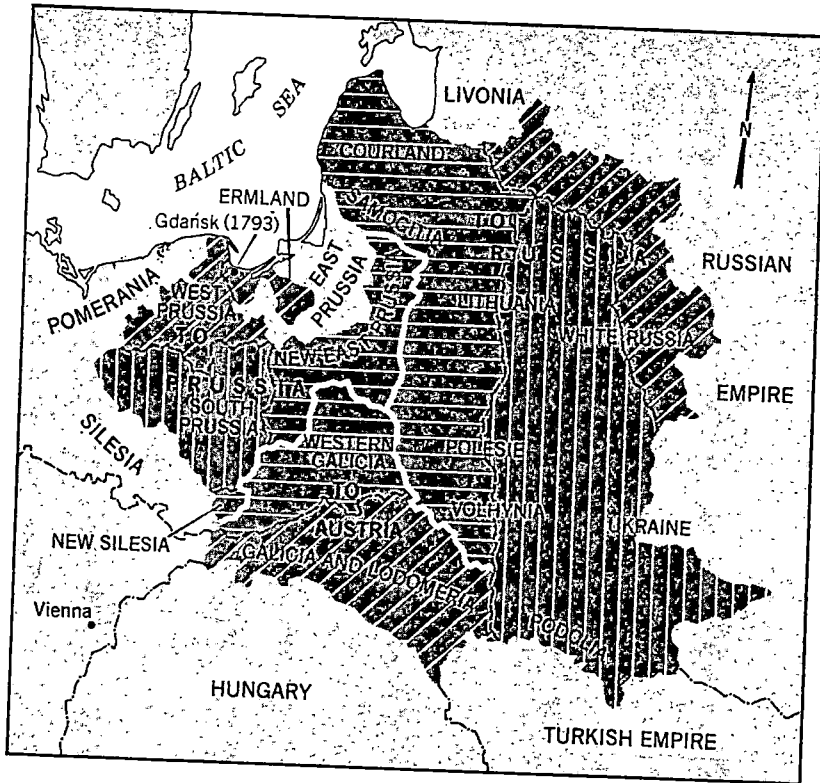 LIVONIA
N
BALTIC SEA
COURLAND
ERMLAND
Gdańsk (1793)
SAMOGITIA
TO
RUSSIA
RUSSIAN
EMPIRE
EAST
PRUSSIA
POMERANIA
WEST
PRUSSIA
TO
PRUSSIA
LITHUANIA
WHITE RUSSIA
NEW EAST PRUSSIA
SOUTH
PRUSSIA
SILESIA
WESTERN
GALICIA
TO
AUSTRIA
POLESIE
VOLHYNIA
UKRAINE
NEW SILESIA
GALICIA AND LODOMERIA
Vienna
PODOLIA
HUNGARY
TURKISH EMPIRE